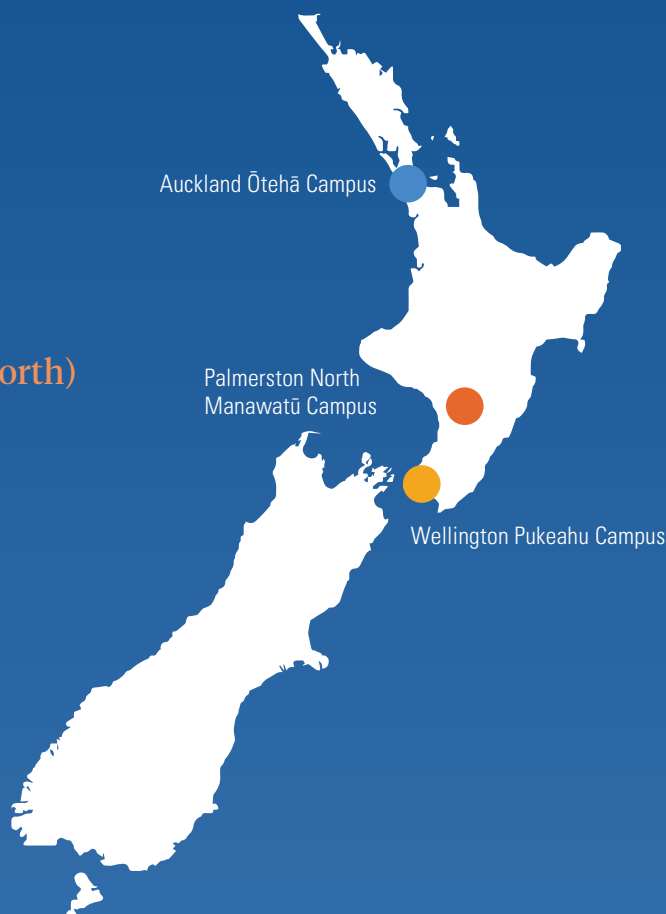 Auckland Ōtehā Campus
orth)
Palmerston North
Manawatū Campus
Wellington Pukeahu Campus